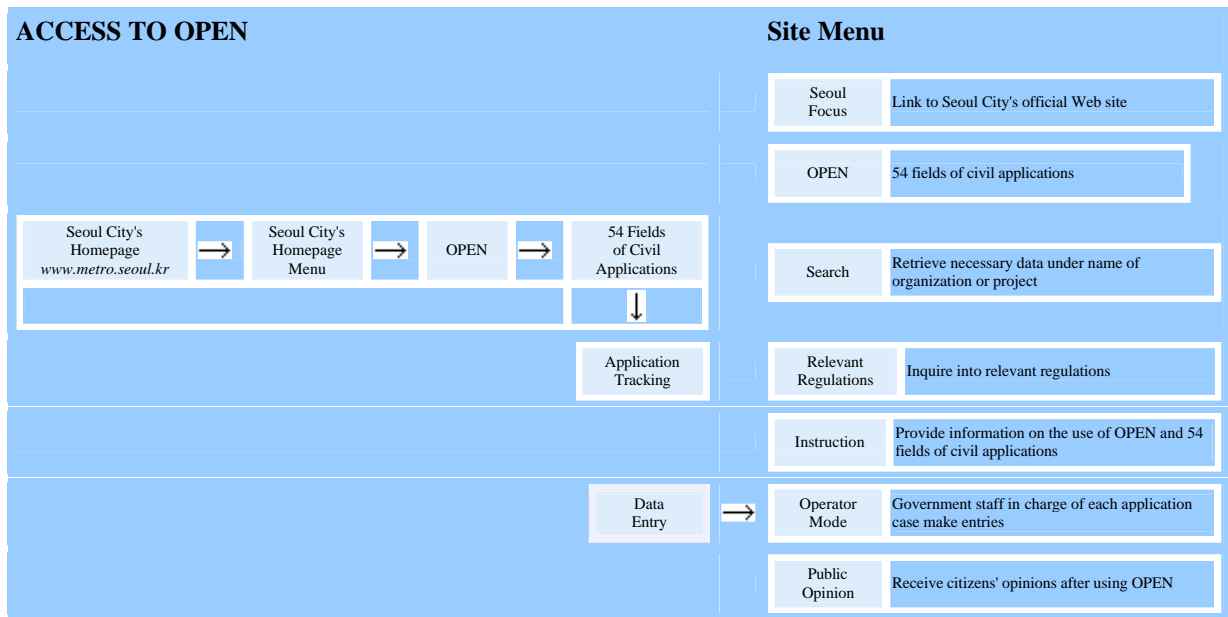 ACCESS TO OPEN
Site Menu
Seoul
Focus
Link to Seoul City's official Web site
OPEN
54 fields of civil applications
Seoul City's
Homepage
www.metro.seoul.kr
Seoul City's
Homepage
Menu
OPEN
54 Fields
of Civil
Applications
Search
Retrieve necessary data under name of
organization or project
Application
Tracking
Relevant
Regulations
Inquire into relevant regulations
Instruction
Provide information on the use of OPEN and 54
fields of civil applications
Data
Entry
Operator
Mode
Government staff in charge of each application
case make entries
Public
Opinion
Receive citizens' opinions after using OPEN